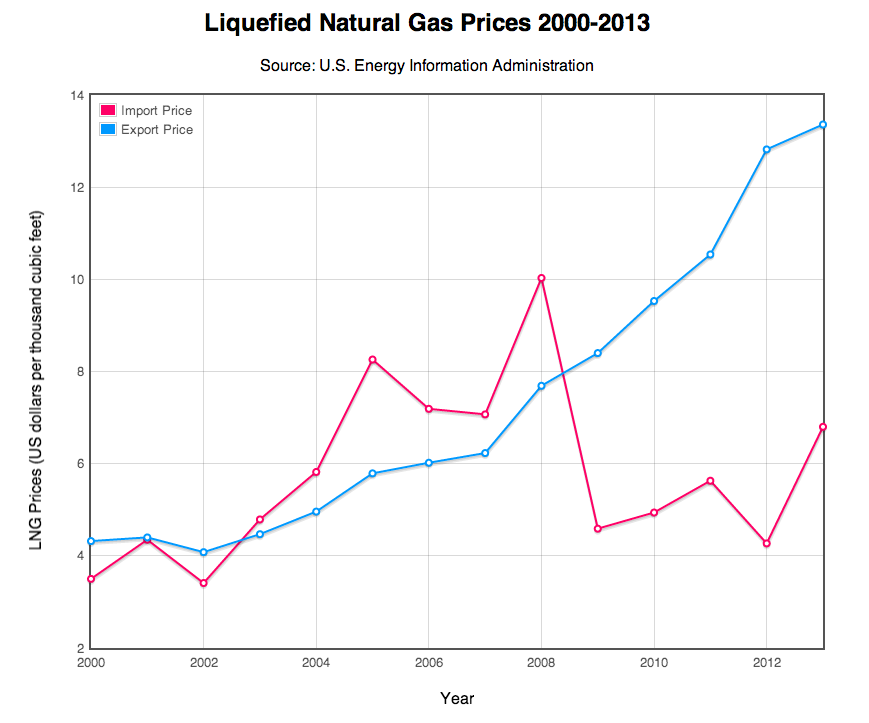 Liquefied Natural Gas Prices 2000-2013
Source: U.S. Energy Information Administration
Import Price
Export Price
LNG Prices (US dollars per thousand cubic feet)
14
12
10
8
6
4
2
2000 2002 2004 2006 2008 2010 2012
Year